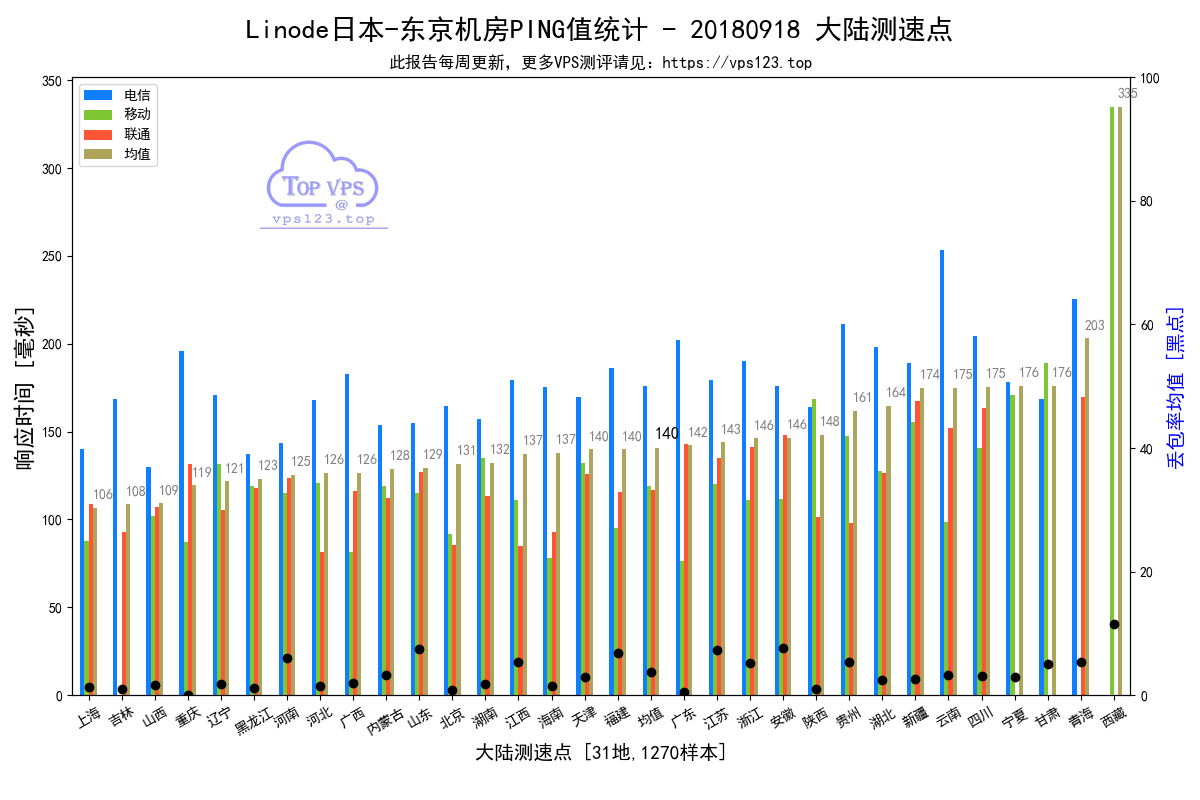 Linode日本-东京机房PING值统计 - 20180918 大陆测速点
此报告每周更新，更多VPS测评请见：https://vps123.top
电信
移动
联通
均值
TOP VPS
@
vps123.top
响应时间 [毫秒]
350
300
250
200
150
100
50
0
106
108
109
119
121
123
125
126
126
128
129
131
132
137
137
140
140
140
142
143
146
146
148
161
164
174
175
175
176
176
203
335
100
80
60
40
20
0
丢包率均值 [黑点]
上海
吉林
山西
重庆
辽宁
黑龙江
河南
河北
广西
内蒙古
山东
北京
湖南
江西
海南
天津
福建
均值
广东
江苏
浙江
安徽
陕西
贵州
湖北
新疆
云南
四川
宁夏
甘肃
青海
西藏
大陆测速点 [31地,1270样本]